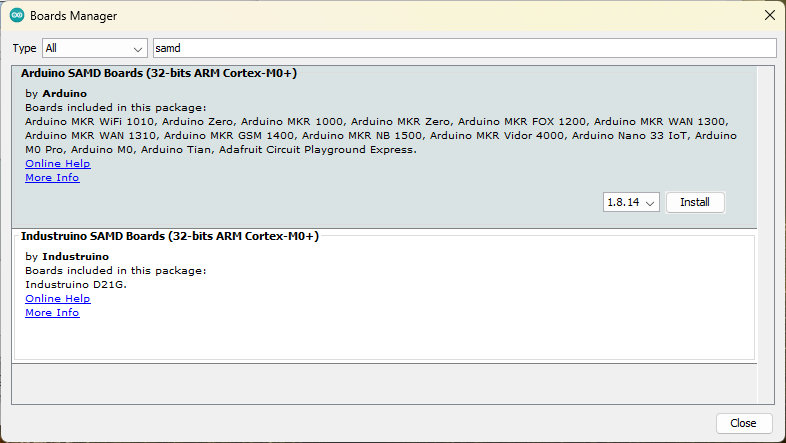 Boards Manager
Type All samd
Arduino SAMD Boards (32-bits ARM Cortex-M0+)
by Arduino
Boards included in this package:
Arduino MKR WiFi 1010, Arduino Zero, Arduino MKR 1000, Arduino MKR Zero, Arduino MKR FOX 1200, Arduino MKR WAN 1300,
Arduino MKR WAN 1310, Arduino MKR GSM 1400, Arduino MKR NB 1500, Arduino MKR Vidor 4000, Arduino Nano 33 IoT, Arduino
M0 Pro, Arduino M0, Arduino Tian, Adafruit Circuit Playground Express.
Online Help
More Info
1.8.14 Install
Industruino SAMD Boards (32-bits ARM Cortex-M0+)
by Industruino
Boards included in this package:
Industruino D21G.
Online Help
More Info
Close